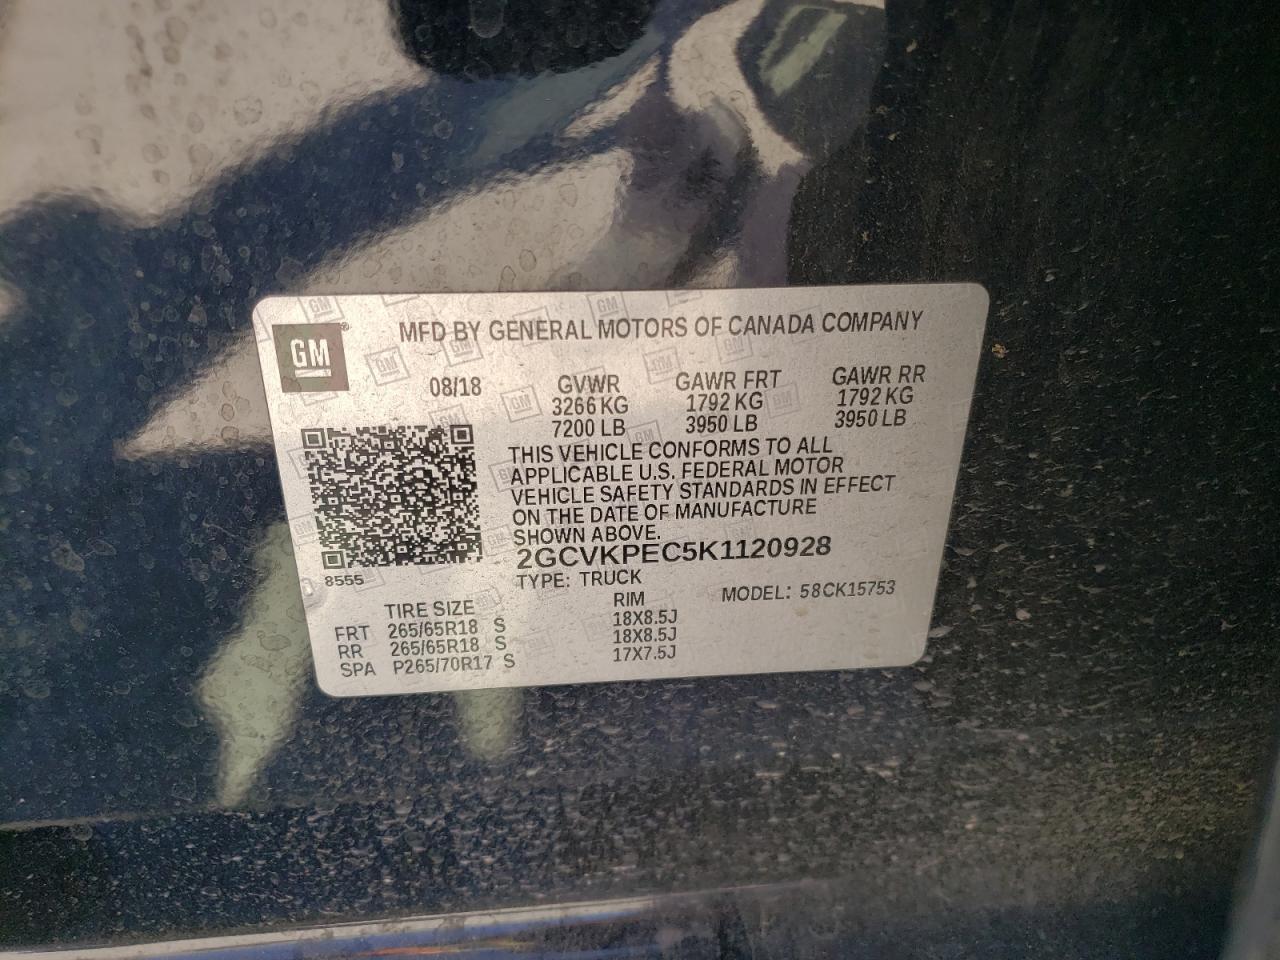 GM
®
MFD BY GENERAL MOTORS OF CANADA COMPANY
08/18
GVWR
3266 KG
7200 LB
GAWR FRT
1792 KG
3950 LB
GAWR RR
1792 KG
3950 LB
THIS VEHICLE CONFORMS TO ALL
APPLICABLE U.S. FEDERAL MOTOR
VEHICLE SAFETY STANDARDS IN EFFECT
ON THE DATE OF MANUFACTURE
SHOWN ABOVE.
2GCVKPEC5K1120928
8555
TYPE: TRUCK
MODEL: 58CK15753
TIRE SIZE RIM
FRT 265/65R18 S 18X8.5J
RR 265/65R18 S 18X8.5J
SPA P265/70R17 S 17X7.5J